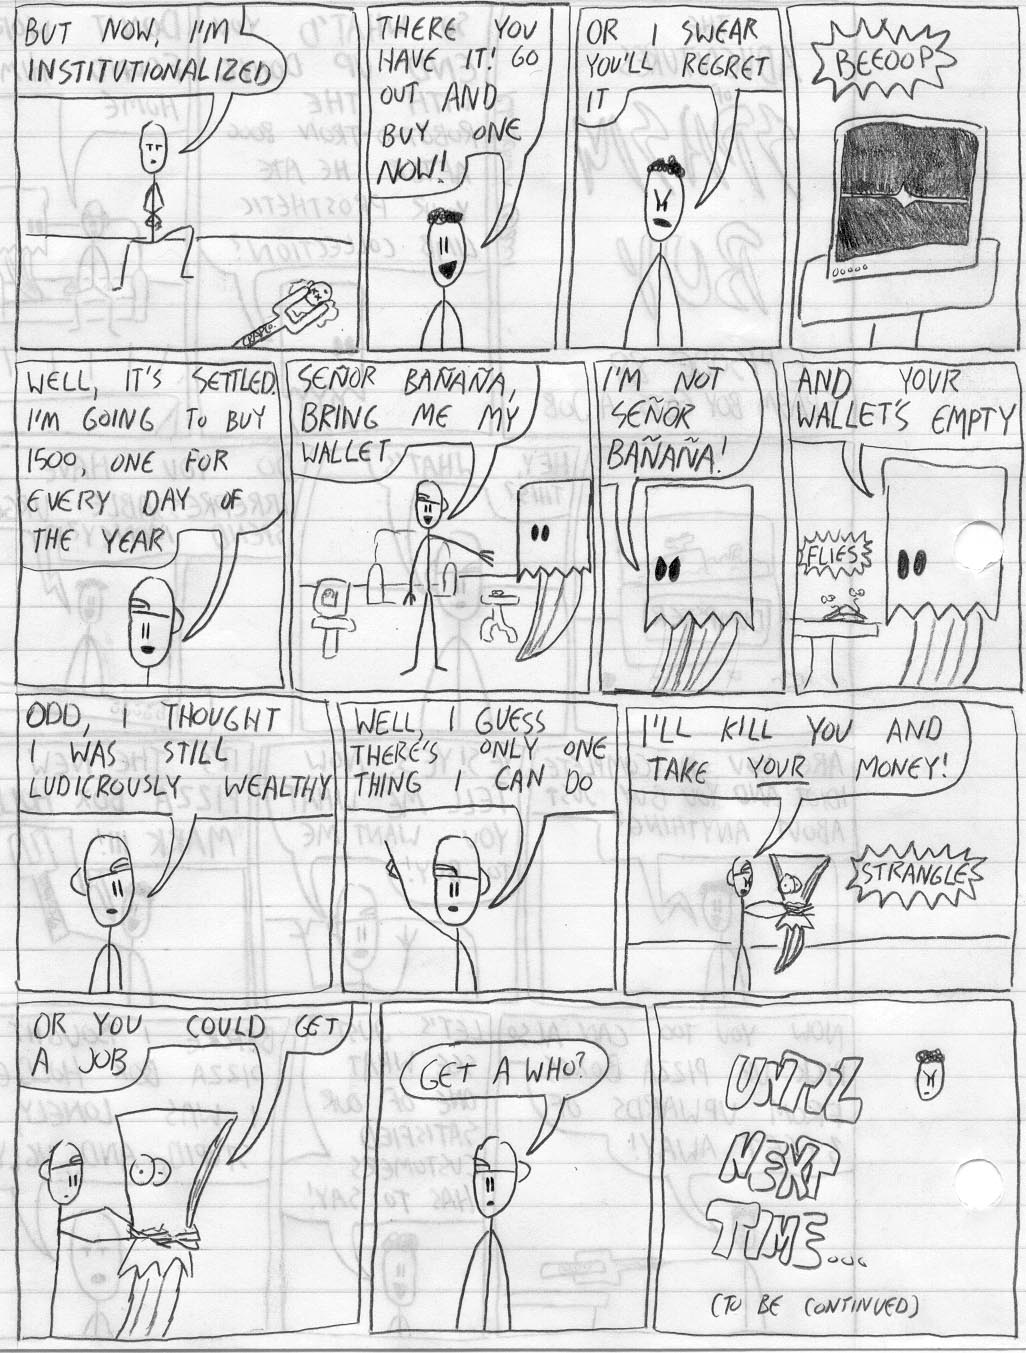 BUT NOW, I'M
INSTITUTIONALIZED
THERE YOU
HAVE IT! GO
OUT AND
BUY ONE
NOW!
OR I SWEAR
YOU'LL REGRET
IT
BEEOOP
WELL, IT'S SETTLED.
I'M GOING TO BUY
1500, ONE FOR
EVERY DAY OF
THE YEAR
SEÑOR BAÑAÑA,
BRING ME MY
WALLET
I'M NOT
SEÑOR
BAÑAÑA!
AND YOUR
WALLET'S EMPTY
FLIES
ODD, I THOUGHT
I WAS STILL
LUDICROUSLY WEALTHY
WELL, I GUESS
THERE'S ONLY ONE
THING I CAN DO
I'LL KILL YOU AND
TAKE YOUR MONEY!
STRANGLE
OR YOU COULD GET
A JOB
GET A WHO?
UNTIL
NEXT
TIME...
(TO BE CONTINUED)